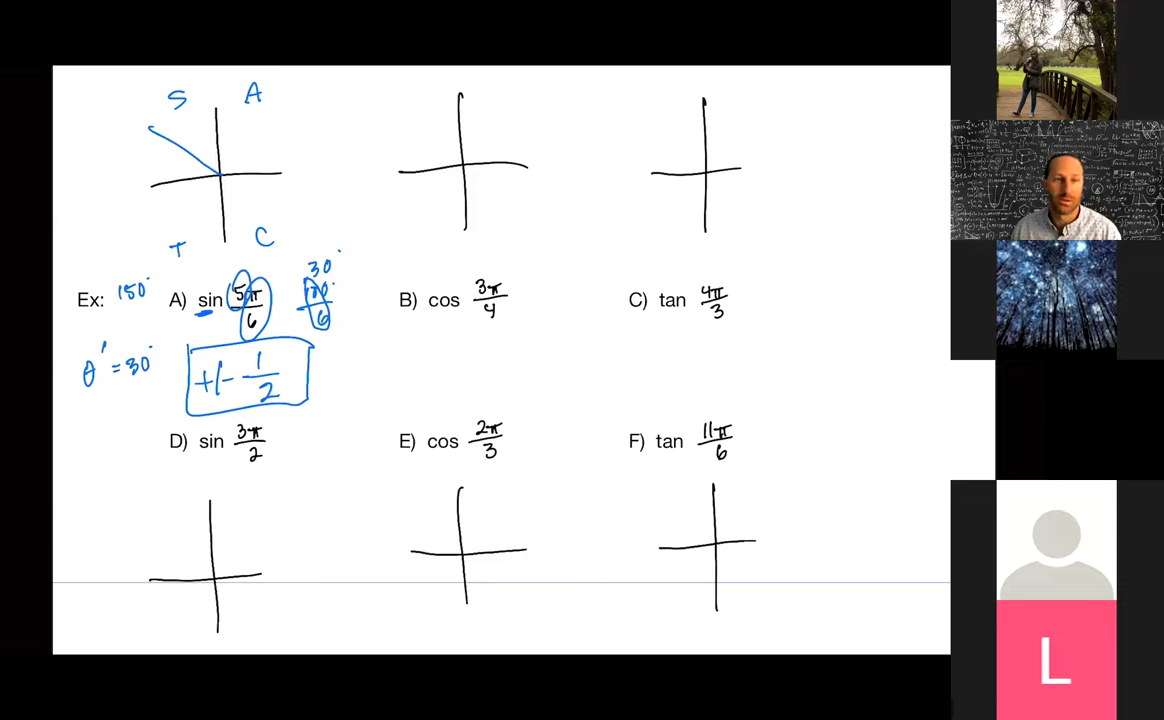 S A
T C
30°
Ex: 150° A) sin 5π/6 180°/6
θ' = 30°
+/- 1/2
B) cos 3π/4
C) tan 4π/3
D) sin 3π/2
E) cos 2π/3
F) tan 11π/6
L